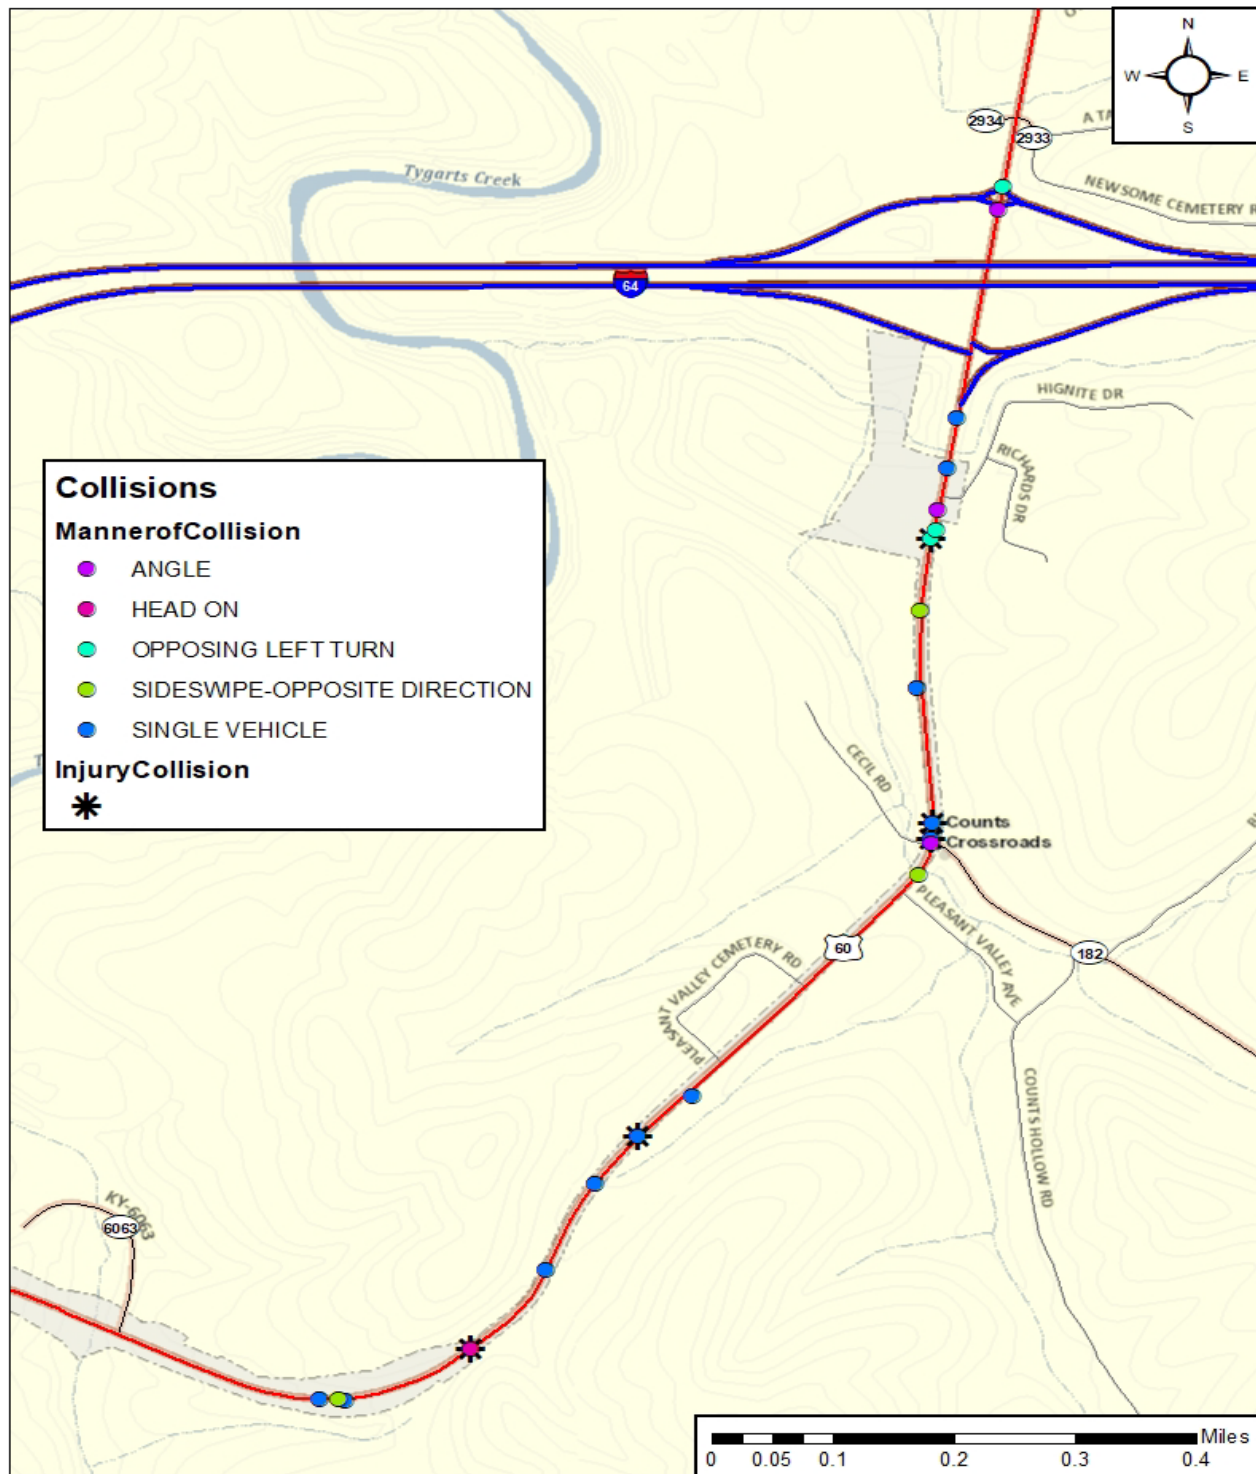 N
W E
S
2934
2933
A TA
NEWSOME CEMETERY R
Tygarts Creek
64
HIGNITE DR
RICHARDS DR
Collisions
MannerofCollision
ANGLE
HEAD ON
OPPOSING LEFT TURN
SIDESWIPE-OPPOSITE DIRECTION
SINGLE VEHICLE
InjuryCollision
CECIL RD
Counts
Crossroads
PLEASANT VALLEY AVE
60
182
PLEASANT VALLEY CEMETERY RD
COUNTS HOLLOW RD
KY-6063
6063
Miles
0 0.05 0.1 0.2 0.3 0.4